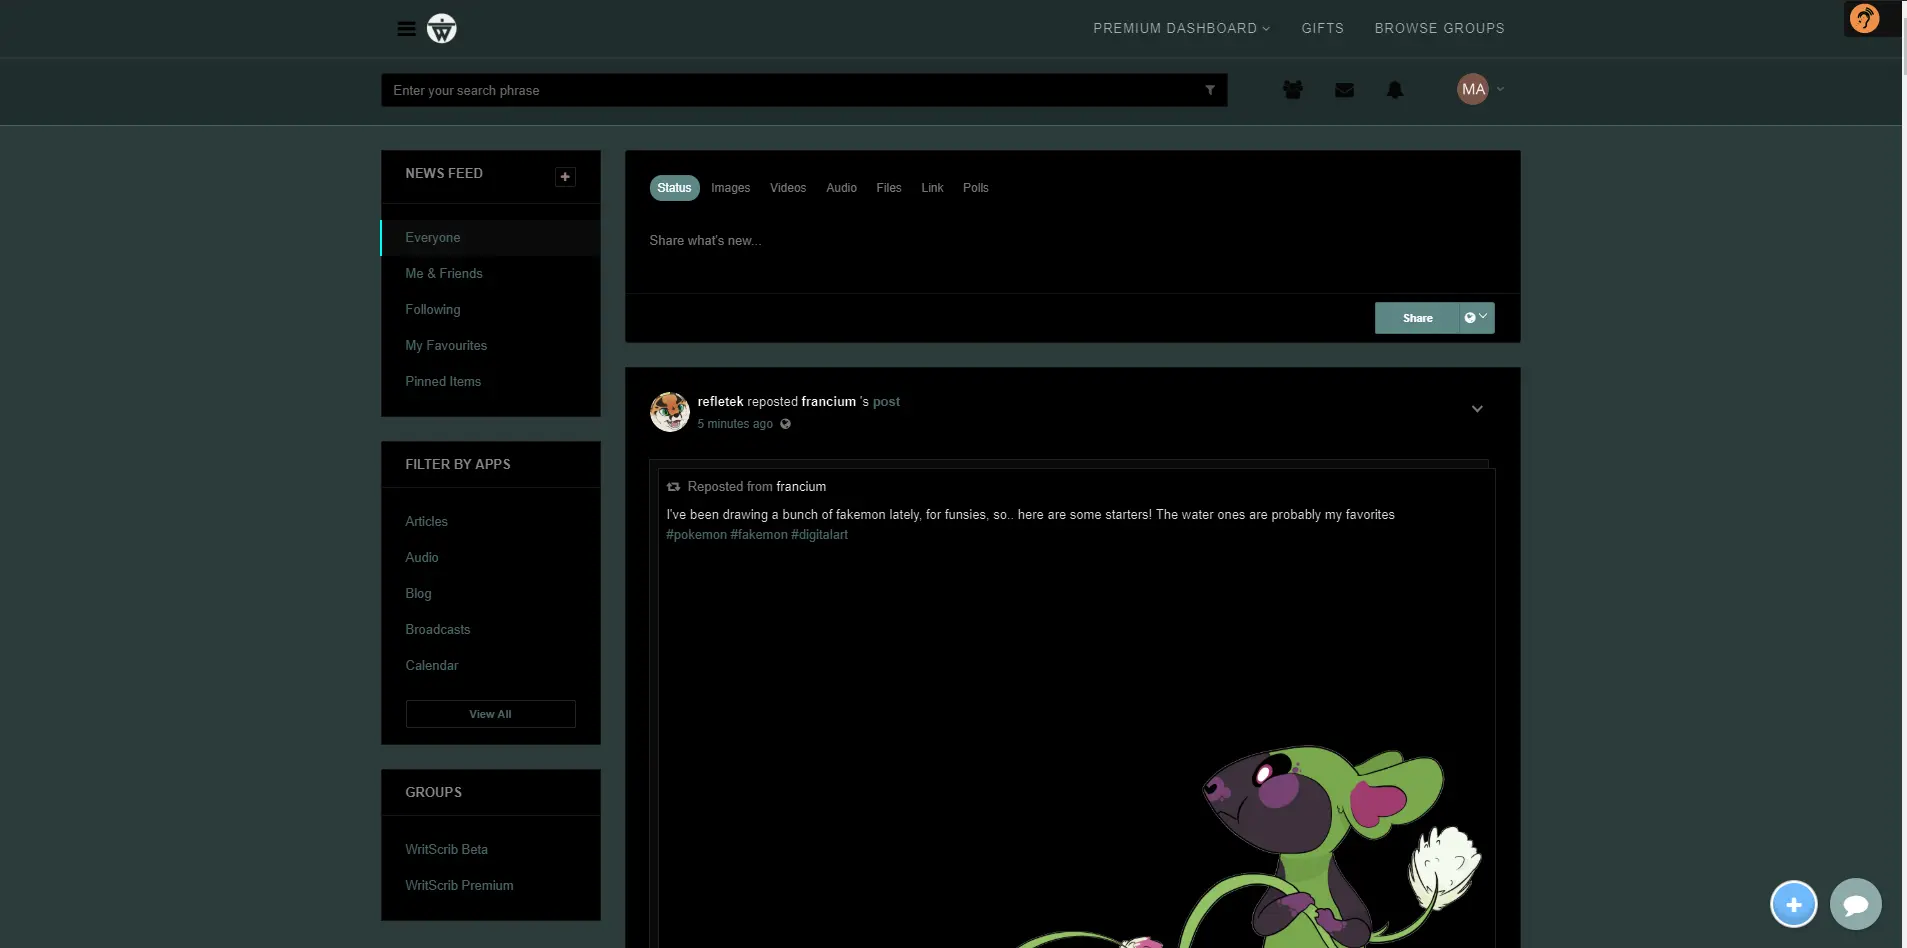 PREMIUM DASHBOARD
GIFTS
BROWSE GROUPS
Enter your search phrase
MA
NEWS FEED
Everyone
Me & Friends
Following
My Favourites
Pinned Items
FILTER BY APPS
Articles
Audio
Blog
Broadcasts
Calendar
View All
GROUPS
WritScrib Beta
WritScrib Premium
Status Images Videos Audio Files Link Polls
Share what's new...
Share
refletek reposted francium 's post
5 minutes ago
Reposted from francium
I've been drawing a bunch of fakemon lately, for funsies, so.. here are some starters! The water ones are probably my favorites
#pokemon #fakemon #digitalart